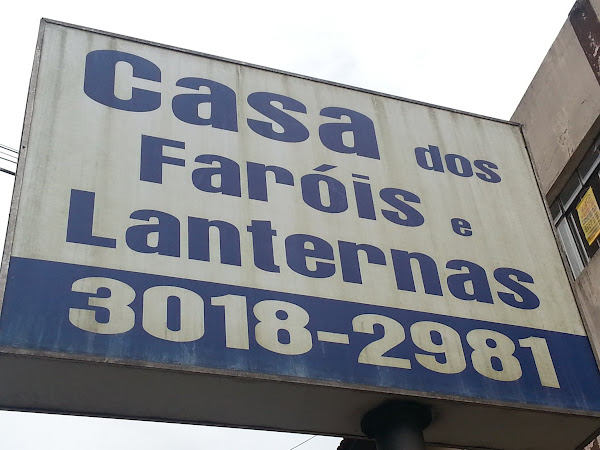 Casa dos
Faróis e
Lanternas
3018-2981